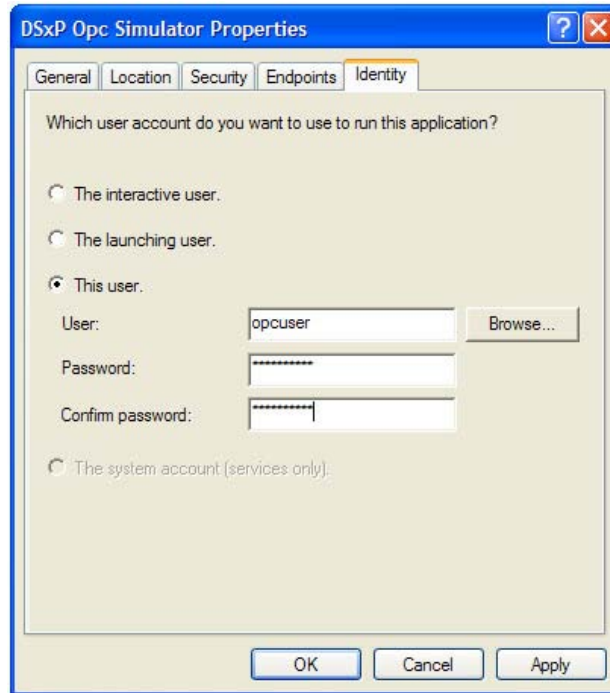 DSxP Opc Simulator Properties
General Location Security Endpoints Identity
Which user account do you want to use to run this application?
The interactive user.
The launching user.
This user.
User: opcuser Browse...
Password: **********
Confirm password: **********
The system account (services only).
OK Cancel Apply